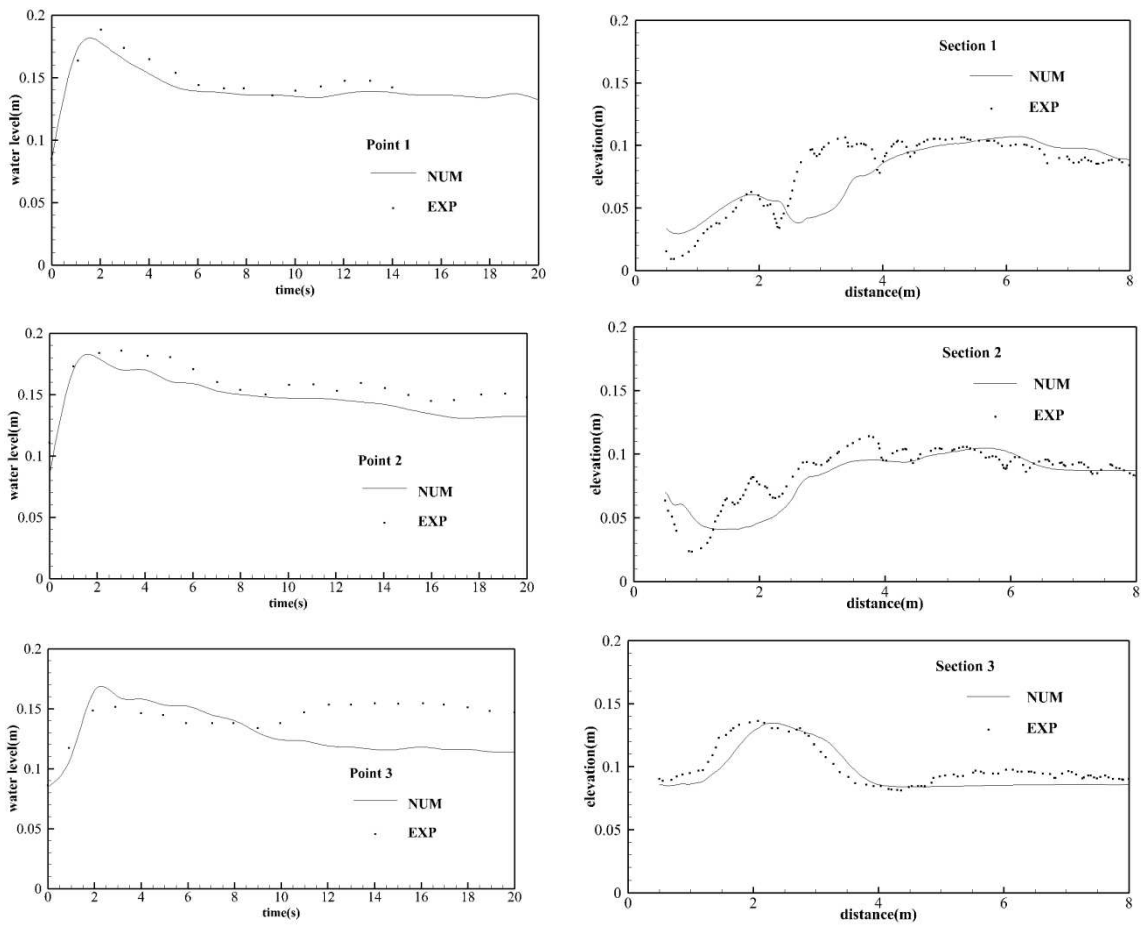 0.2
0.15
0.1
0.05
0
water level(m)
Point 1
NUM
EXP
0 2 4 6 8 10 12 14 16 18 20
time(s)
0.2
0.15
0.1
0.05
0
elevation(m)
Section 1
NUM
EXP
0 2 4 6 8
distance(m)
0.2
0.15
0.1
0.05
0
water level(m)
Point 2
NUM
EXP
0 2 4 6 8 10 12 14 16 18 20
time(s)
0.2
0.15
0.1
0.05
0
elevation(m)
Section 2
NUM
EXP
0 2 4 6 8
distance(m)
0.2
0.15
0.1
0.05
0
water level(m)
Point 3
NUM
EXP
0 2 4 6 8 10 12 14 16 18 20
time(s)
0.2
0.15
0.1
0.05
0
elevation(m)
Section 3
NUM
EXP
0 2 4 6 8
distance(m)